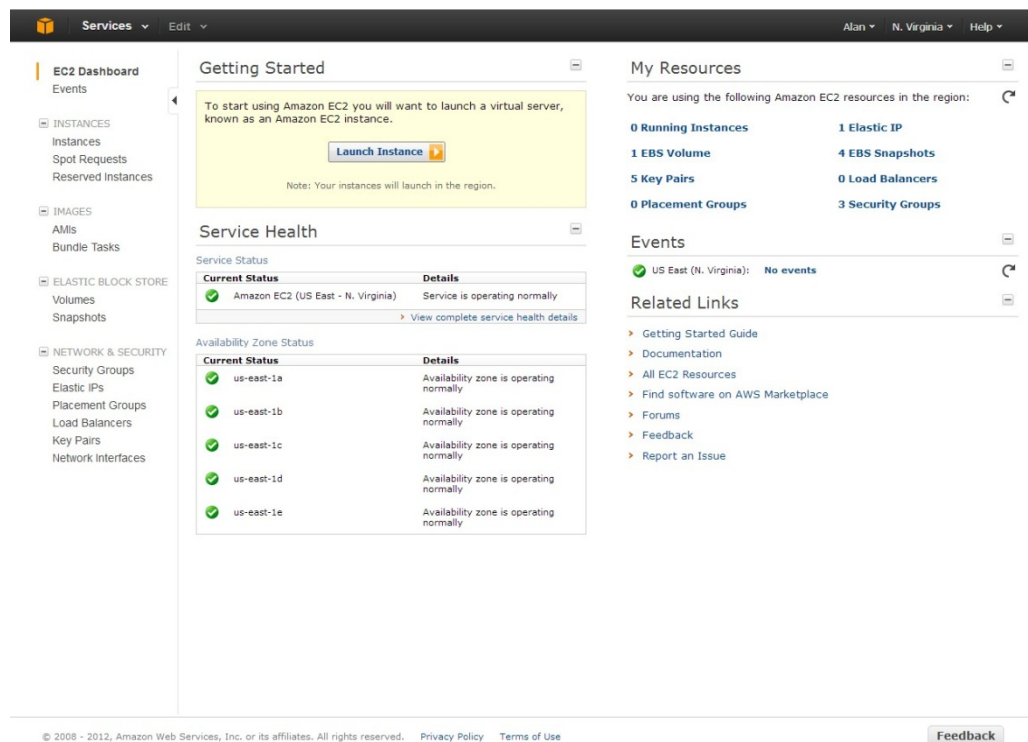 Services Edit Alan N. Virginia Help
EC2 Dashboard
Events
INSTANCES
Instances
Spot Requests
Reserved Instances
IMAGES
AMIs
Bundle Tasks
ELASTIC BLOCK STORE
Volumes
Snapshots
NETWORK & SECURITY
Security Groups
Elastic IPs
Placement Groups
Load Balancers
Key Pairs
Network Interfaces
Getting Started
To start using Amazon EC2 you will want to launch a virtual server,
known as an Amazon EC2 instance.
Launch Instance
Note: Your instances will launch in the region.
Service Health
Service Status
Current Status Details
Amazon EC2 (US East - N. Virginia) Service is operating normally
View complete service health details
Availability Zone Status
Current Status Details
us-east-1a Availability zone is operating
normally
us-east-1b Availability zone is operating
normally
us-east-1c Availability zone is operating
normally
us-east-1d Availability zone is operating
normally
us-east-1e Availability zone is operating
normally
My Resources
You are using the following Amazon EC2 resources in the region:
0 Running Instances 1 Elastic IP
1 EBS Volume 4 EBS Snapshots
5 Key Pairs 0 Load Balancers
0 Placement Groups 3 Security Groups
Events
US East (N. Virginia): No events
Related Links
Getting Started Guide
Documentation
All EC2 Resources
Find software on AWS Marketplace
Forums
Feedback
Report an Issue
© 2008 - 2012, Amazon Web Services, Inc. or its affiliates. All rights reserved. Privacy Policy Terms of Use Feedback